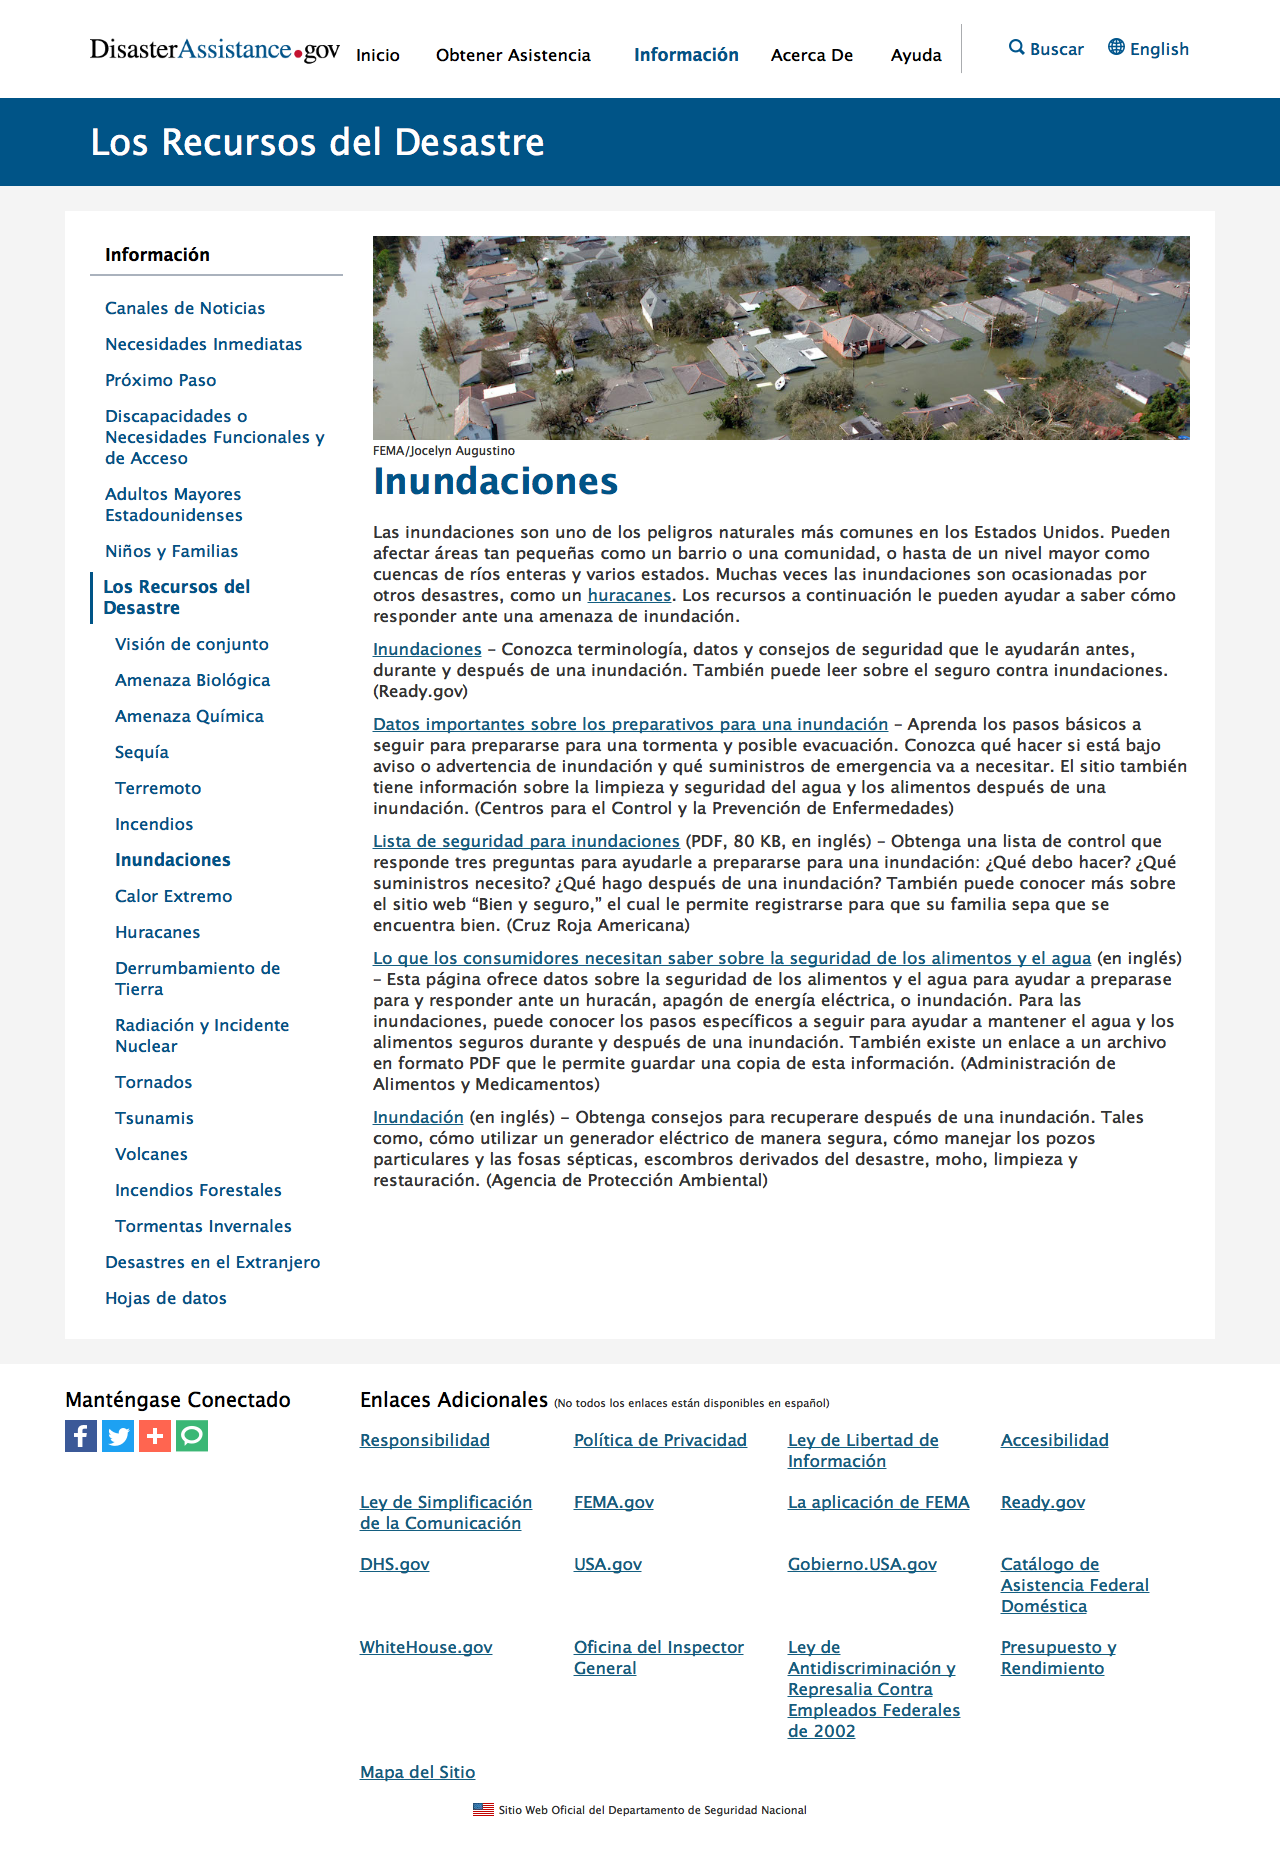 DisasterAssistance.gov
Inicio
Obtener Asistencia
Información
Acerca De
Ayuda
Buscar
English
Los Recursos del Desastre
Información
Canales de Noticias
Necesidades Inmediatas
Próximo Paso
Discapacidades o
Necesidades Funcionales y
de Acceso
Adultos Mayores
Estadounidenses
Niños y Familias
Los Recursos del
Desastre
Visión de conjunto
Amenaza Biológica
Amenaza Química
Sequía
Terremoto
Incendios
Inundaciones
Calor Extremo
Huracanes
Derrumbamiento de
Tierra
Radiación y Incidente
Nuclear
Tornados
Tsunamis
Volcanes
Incendios Forestales
Tormentas Invernales
Desastres en el Extranjero
Hojas de datos
FEMA/Jocelyn Augustino
Inundaciones
Las inundaciones son uno de los peligros naturales más comunes en los Estados Unidos. Pueden
afectar áreas tan pequeñas como un barrio o una comunidad, o hasta de un nivel mayor como
cuencas de ríos enteras y varios estados. Muchas veces las inundaciones son ocasionadas por
otros desastres, como un huracanes. Los recursos a continuación le pueden ayudar a saber cómo
responder ante una amenaza de inundación.
Inundaciones – Conozca terminología, datos y consejos de seguridad que le ayudarán antes,
durante y después de una inundación. También puede leer sobre el seguro contra inundaciones.
(Ready.gov)
Datos importantes sobre los preparativos para una inundación – Aprenda los pasos básicos a
seguir para prepararse para una tormenta y posible evacuación. Conozca qué hacer si está bajo
aviso o advertencia de inundación y qué suministros de emergencia va a necesitar. El sitio también
tiene información sobre la limpieza y seguridad del agua y los alimentos después de una
inundación. (Centros para el Control y la Prevención de Enfermedades)
Lista de seguridad para inundaciones (PDF, 80 KB, en inglés) – Obtenga una lista de control que
responde tres preguntas para ayudarle a prepararse para una inundación: ¿Qué debo hacer? ¿Qué
suministros necesito? ¿Qué hago después de una inundación? También puede conocer más sobre
el sitio web “Bien y seguro,” el cual le permite registrarse para que su familia sepa que se
encuentra bien. (Cruz Roja Americana)
Lo que los consumidores necesitan saber sobre la seguridad de los alimentos y el agua (en inglés)
– Esta página ofrece datos sobre la seguridad de los alimentos y el agua para ayudar a preparase
para y responder ante un huracán, apagón de energía eléctrica, o inundación. Para las
inundaciones, puede conocer los pasos específicos a seguir para ayudar a mantener el agua y los
alimentos seguros durante y después de una inundación. También existe un enlace a un archivo
en formato PDF que le permite guardar una copia de esta información. (Administración de
Alimentos y Medicamentos)
Inundación (en inglés) – Obtenga consejos para recuperare después de una inundación. Tales
como, cómo utilizar un generador eléctrico de manera segura, cómo manejar los pozos
particulares y las fosas sépticas, escombros derivados del desastre, moho, limpieza y
restauración. (Agencia de Protección Ambiental)
Manténgase Conectado
Enlaces Adicionales (No todos los enlaces están disponibles en español)
Responsibilidad
Política de Privacidad
Ley de Libertad de
Información
Accesibilidad
Ley de Simplificación
de la Comunicación
FEMA.gov
La aplicación de FEMA
Ready.gov
DHS.gov
USA.gov
Gobierno.USA.gov
Catálogo de
Asistencia Federal
Doméstica
WhiteHouse.gov
Oficina del Inspector
General
Ley de
Antidiscriminación y
Represalia Contra
Empleados Federales
de 2002
Presupuesto y
Rendimiento
Mapa del Sitio
Sitio Web Oficial del Departamento de Seguridad Nacional